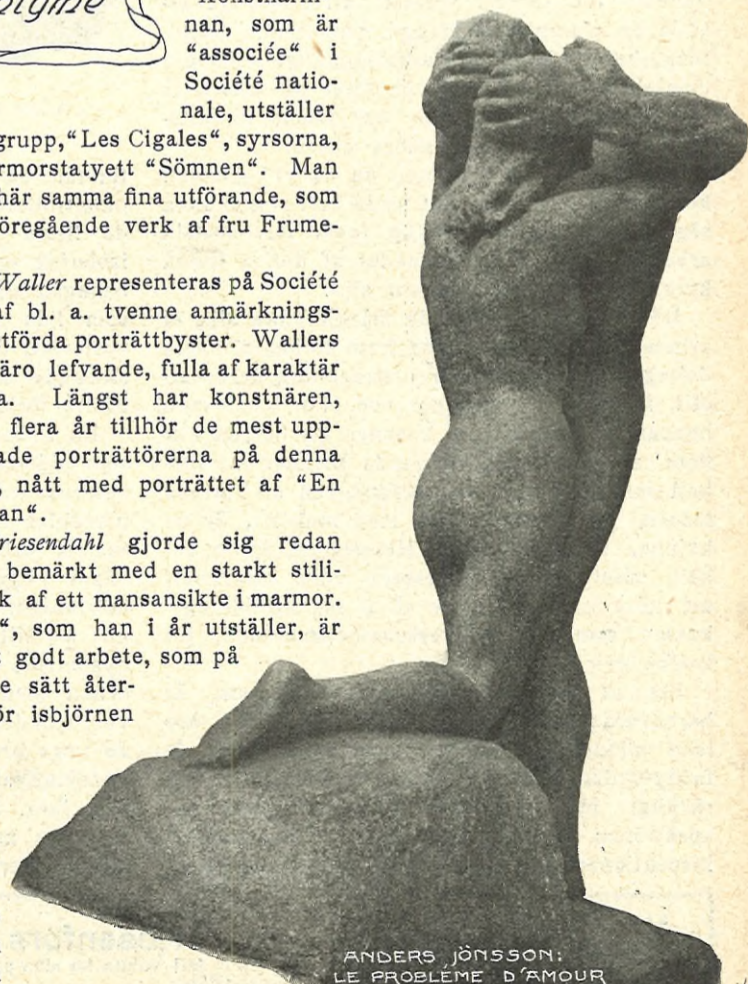 nan, som är
“associée“ i
Société natio-
nale, utställer
grupp, “Les Cigales“, syrsorna,
rmorstatyett “Sömnen“. Man
här samma fina utförande, som
öregående verk af fru Frume-
Waller representeras på Société
af bl. a. tvenne anmärknings-
tförda porträttbyster. Wallers
äro lefvande, fulla af karaktär
a. Längst har konstnären,
flera år tillhör de mest upp-
ade porträttörerna på denna
, nått med porträttet af “En
an“.
riesendahl gjorde sig redan
bemärkt med en starkt stili-
k af ett mansansikte i marmor.
“, som han i år utställer, är
godt arbete, som på
e sätt åter-
ör isbjörnen
ANDERS JÖNSSON:
LE PROBLÉME D'AMOUR